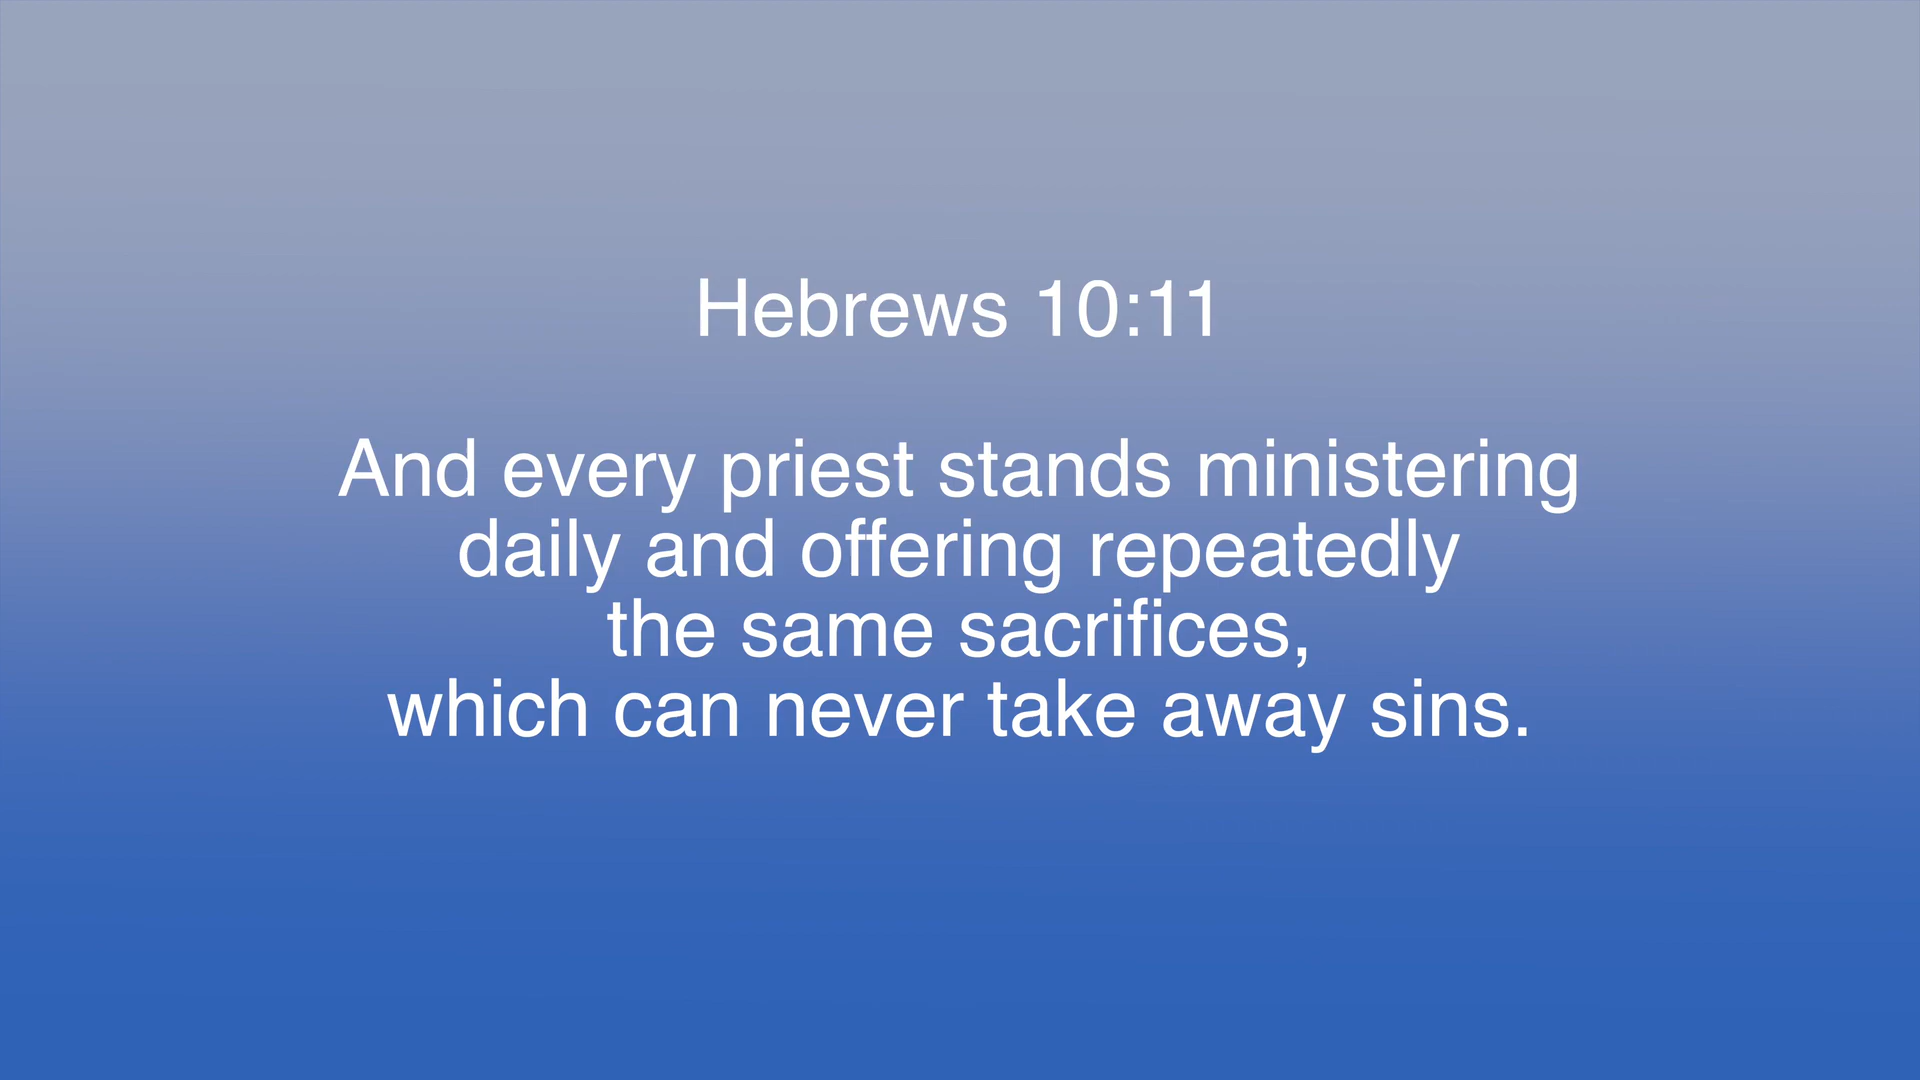 Hebrews 10:11
And every priest stands ministering
daily and offering repeatedly
the same sacrifices,
which can never take away sins.